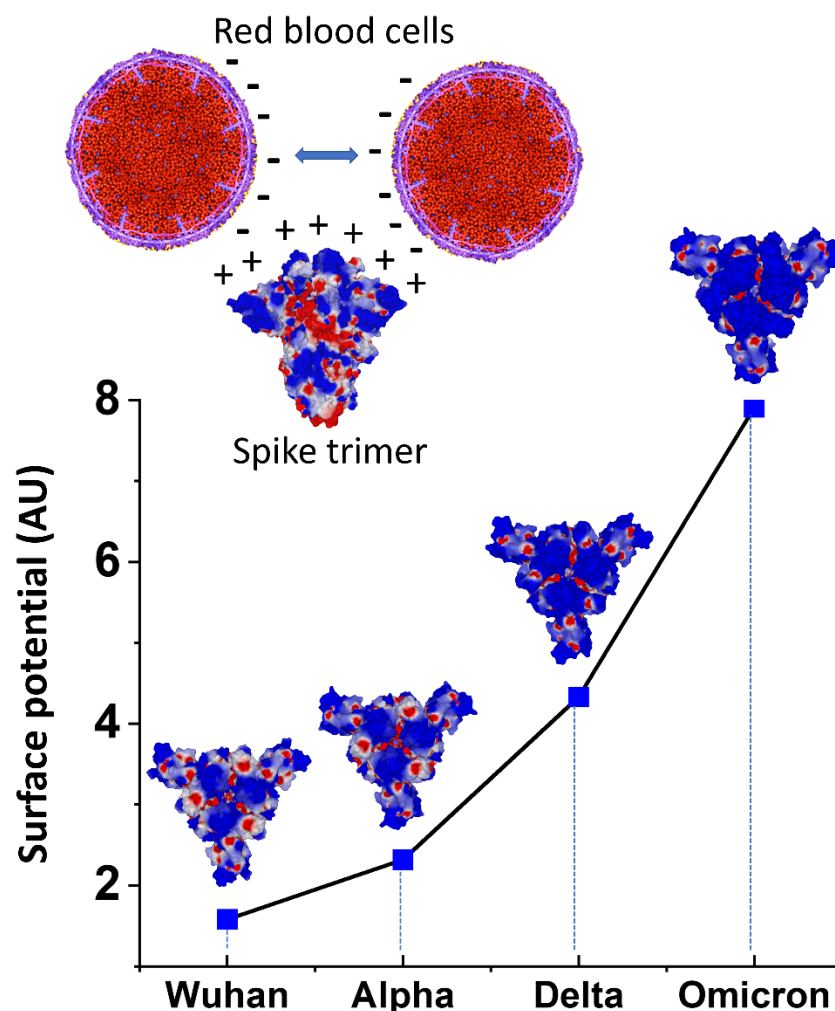 Red blood cells
- - - - - - - - -
+ + + + + + + +
Spike trimer
Surface potential (AU)
8
6
4
2
Wuhan Alpha Delta Omicron